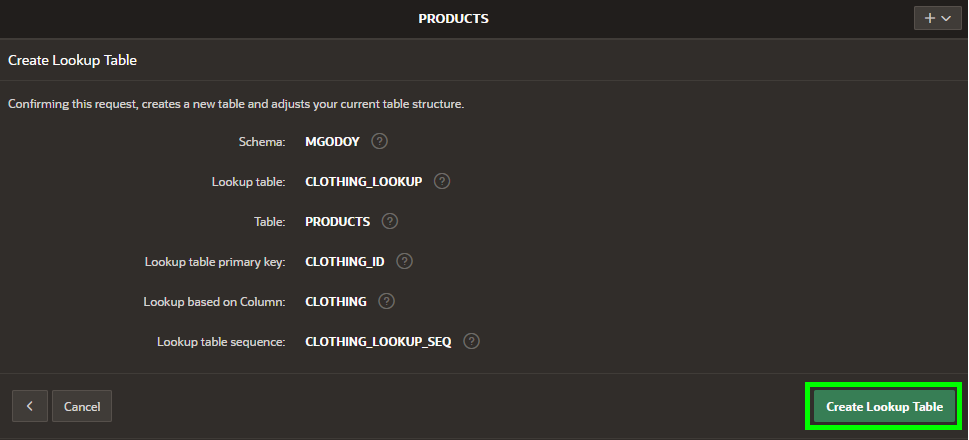 PRODUCTS
Create Lookup Table
Confirming this request, creates a new table and adjusts your current table structure.
Schema: MGODOY ?
Lookup table: CLOTHING_LOOKUP ?
Table: PRODUCTS ?
Lookup table primary key: CLOTHING_ID ?
Lookup based on Column: CLOTHING ?
Lookup table sequence: CLOTHING_LOOKUP_SEQ ?
Cancel Create Lookup Table